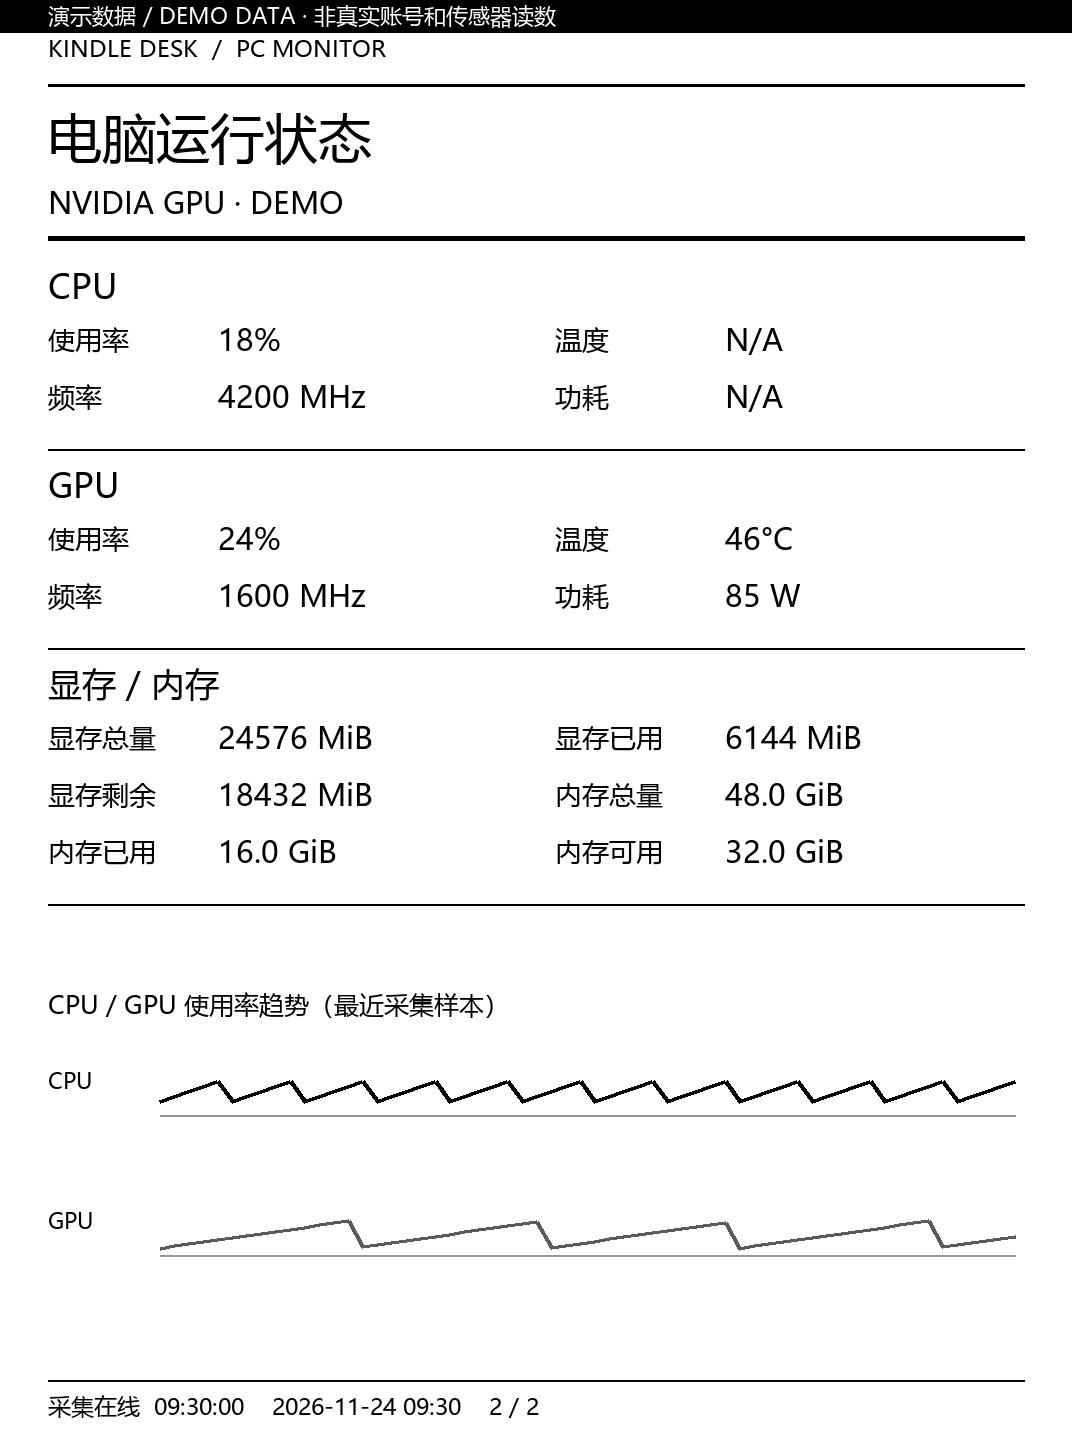 演示数据 / DEMO DATA · 非真实账号和传感器读数
KINDLE DESK / PC MONITOR
电脑运行状态
NVIDIA GPU · DEMO
CPU
使用率 18% 温度 N/A
频率 4200 MHz 功耗 N/A
GPU
使用率 24% 温度 46°C
频率 1600 MHz 功耗 85 W
显存 / 内存
显存总量 24576 MiB 显存已用 6144 MiB
显存剩余 18432 MiB 内存总量 48.0 GiB
内存已用 16.0 GiB 内存可用 32.0 GiB
CPU / GPU 使用率趋势（最近采集样本）
CPU
GPU
采集在线 09:30:00 2026-11-24 09:30 2 / 2